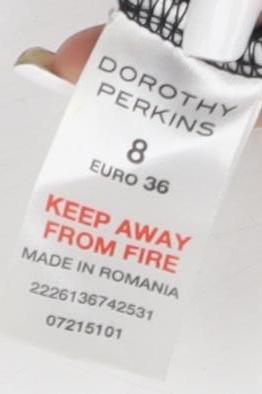 DOROTHY
PERKINS
8
EURO 36
KEEP AWAY
FROM FIRE
MADE IN ROMANIA
2226136742531
07215101